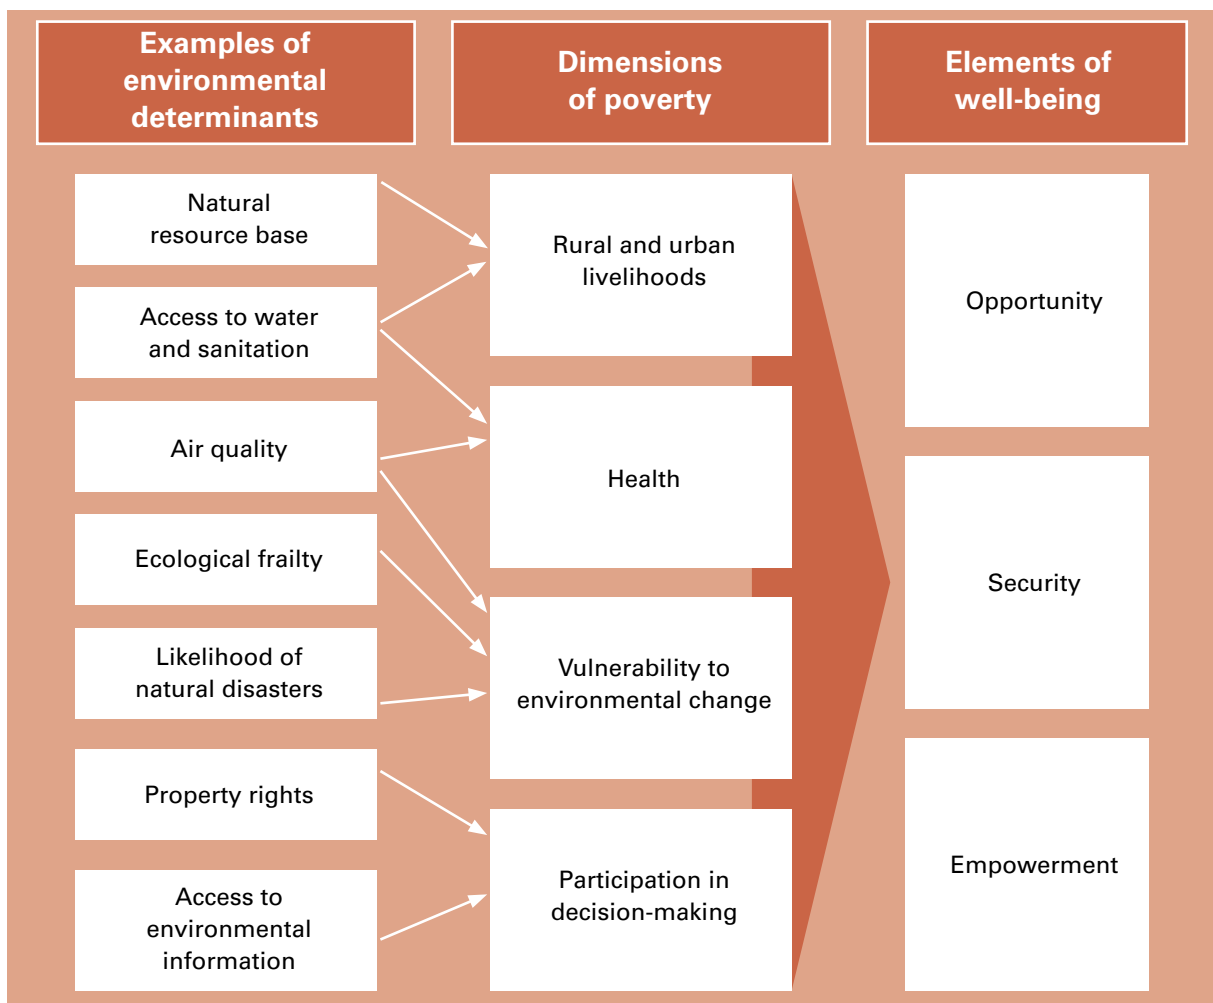 Examples of
environmental
determinants
Dimensions
of poverty
Elements of
well-being
Natural
resource base
Access to water
and sanitation
Air quality
Ecological frailty
Likelihood of
natural disasters
Property rights
Access to
environmental
information
Rural and urban
livelihoods
Health
Vulnerability to
environmental change
Participation in
decision-making
Opportunity
Security
Empowerment